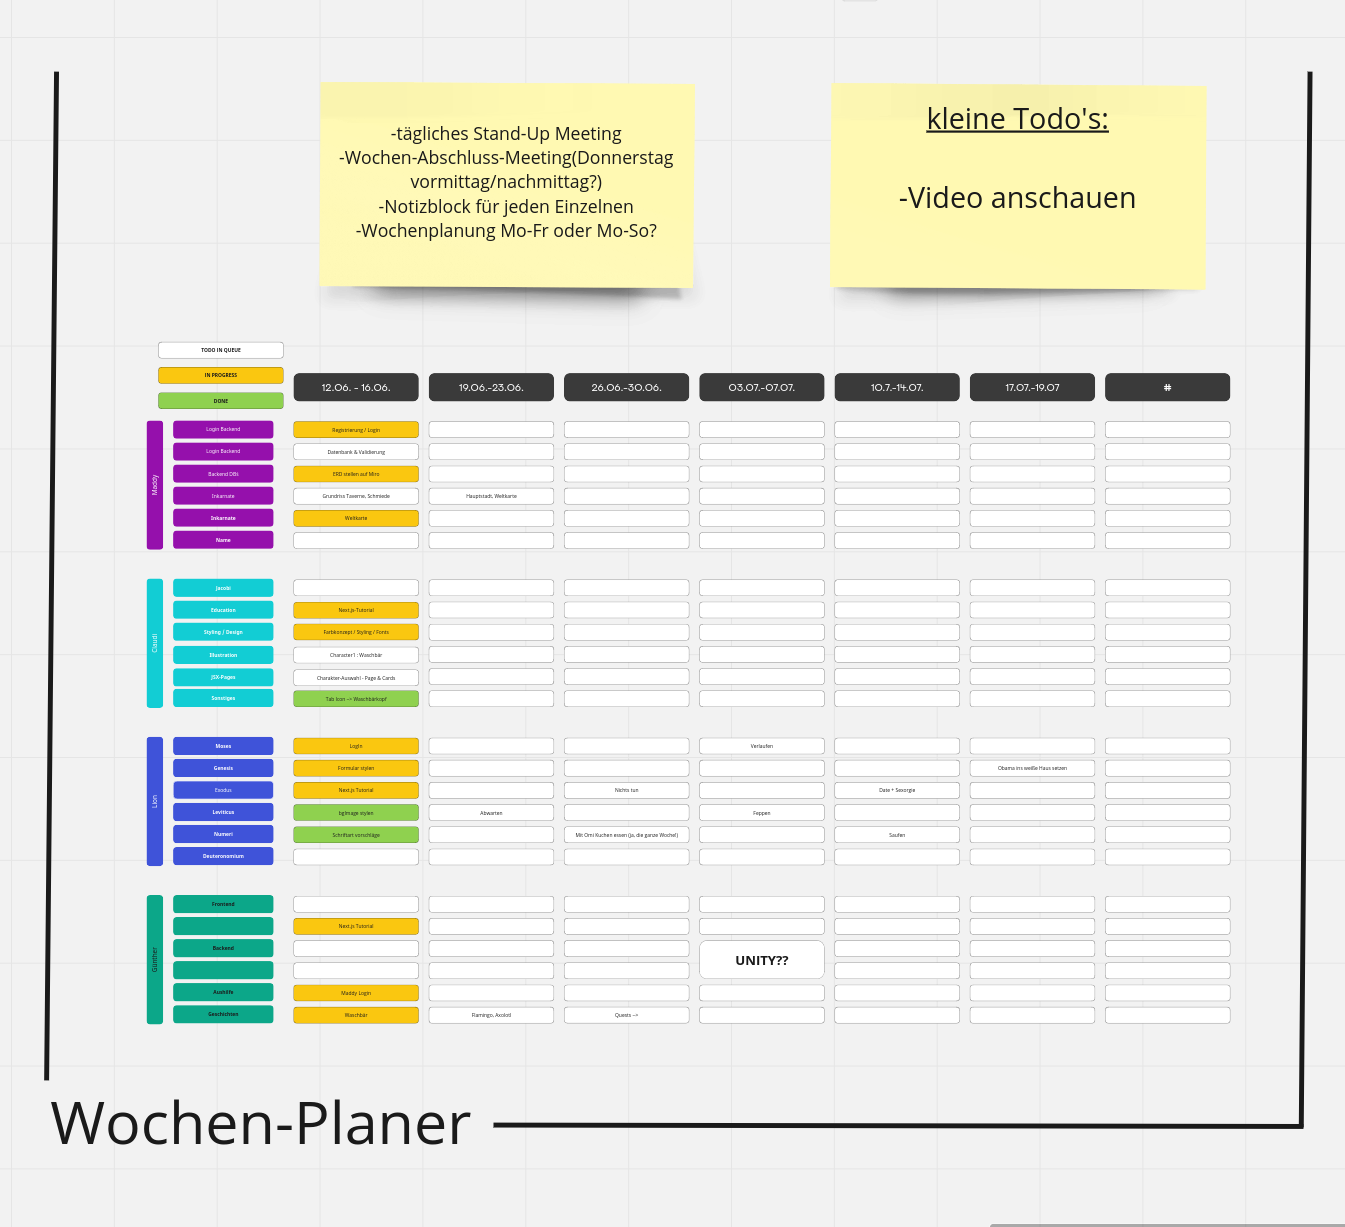 -tägliches Stand-Up Meeting
-Wochen-Abschluss-Meeting(Donnerstag
vormittag/nachmittag?)
-Notizblock für jeden Einzelnen
-Wochenplanung Mo-Fr oder Mo-So?
kleine Todo's:
-Video anschauen
TODO IN QUEUE
IN PROGRESS
DONE
12.06. - 16.06. 19.06.-23.06. 26.06.-30.06. 03.07.-07.07. 10.7.-14.07. 17.07.-19.07 #
Maddy
Login Backend Registrierung / Login
Login Backend Datenbank & Validierung
Backend DBs ERD stellen auf Miro
Inkarnate Grundriss Taverne, Schmiede Hauptstadt, Weltkarte
Inkarnate Weltkarte
Name
Claudi
Jacobi
Education Next.js-Tutorial
Styling / Design Farbkonzept / Styling / Fonts
Illustration Character1 : Waschbär
JSX-Pages Charakter-Auswahl - Page & Cards
Sonstiges Tab Icon -> Waschbärkopf
Lion
Moses Login Verlaufen
Genesis Formular stylen Obama ins weiße Haus setzen
Exodus Next.js Tutorial Nichts tun Date + Sexorgie
Leviticus bgImage stylen Abwarten Feppen
Numeri Schriftart vorschläge Mit Omi Kuchen essen (ja, die ganze Woche!) Saufen
Deuteronomium
Günther
Frontend
Next.js Tutorial
Backend
UNITY??
Aushilfe Maddy Login
Geschichten Waschbär Flamingo, Axolotl Quests -->
Wochen-Planer